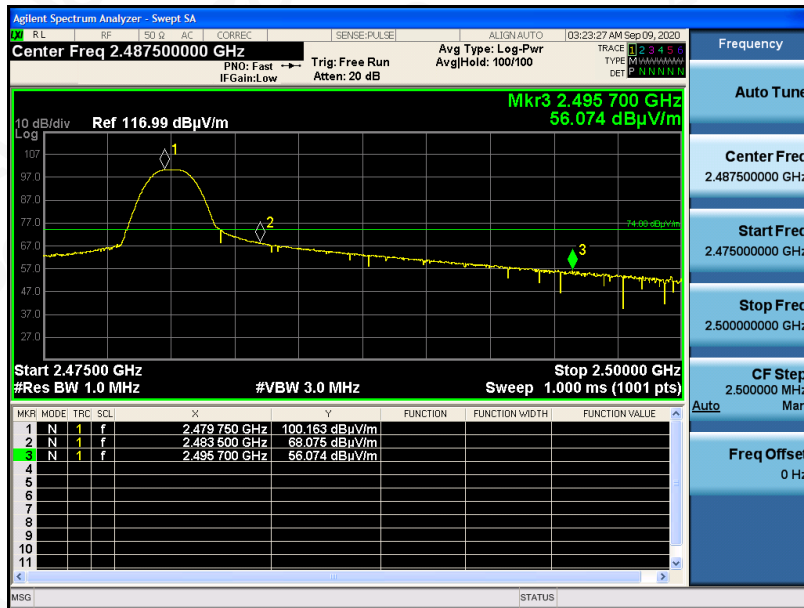 Agilent Spectrum Analyzer - Swept SA
LXI RL RF 50 Ω AC CORREC SENSE:PULSE ALIGN AUTO 03:23:27 AM Sep 09, 2020
Center Freq 2.487500000 GHz
PNO: Fast
IFGain:Low
Trig: Free Run
Atten: 20 dB
Avg Type: Log-Pwr
Avg|Hold: 100/100
TRACE 1 2 3 4 5 6
TYPE M WWWWW
DET P N N N N N
Mkr3 2.495 700 GHz
56.074 dBµV/m
10 dB/div Ref 116.99 dBµV/m
Log
107
97.0
87.0
77.0
67.0
57.0
47.0
37.0
27.0
1
2
3
74.00 dBµV/m
Start 2.47500 GHz Stop 2.50000 GHz
#Res BW 1.0 MHz #VBW 3.0 MHz Sweep 1.000 ms (1001 pts)
MKR MODE TRC SCL X Y FUNCTION FUNCTION WIDTH FUNCTION VALUE
1 N 1 f 2.479 750 GHz 100.163 dBµV/m
2 N 1 f 2.483 500 GHz 68.075 dBµV/m
3 N 1 f 2.495 700 GHz 56.074 dBµV/m
4
5
6
7
8
9
10
11
MSG STATUS
Frequency
Auto Tune
Center Freq
2.487500000 GHz
Start Freq
2.475000000 GHz
Stop Freq
2.500000000 GHz
CF Step
2.500000 MHz
Auto Man
Freq Offset
0 Hz